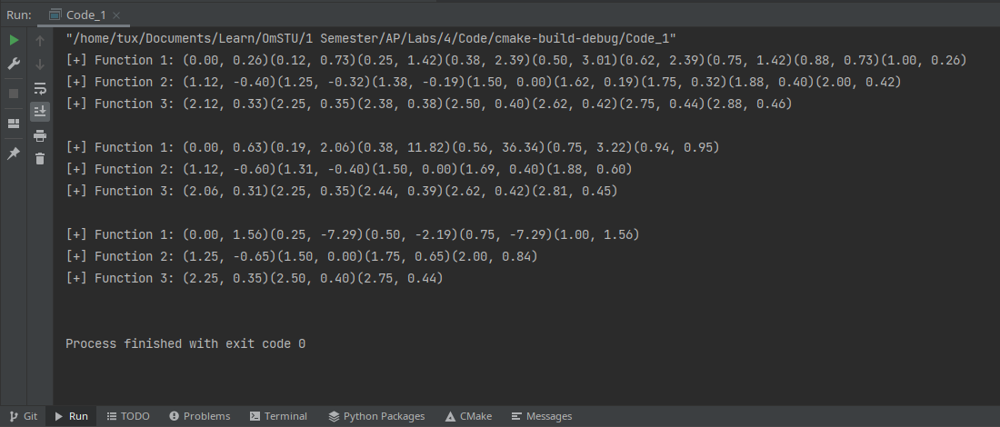 Run: Code_1 ×
"/home/tux/Documents/Learn/OmSTU/1 Semester/AP/Labs/4/Code/cmake-build-debug/Code_1"
[+] Function 1: (0.00, 0.26)(0.12, 0.73)(0.25, 1.42)(0.38, 2.39)(0.50, 3.01)(0.62, 2.39)(0.75, 1.42)(0.88, 0.73)(1.00, 0.26)
[+] Function 2: (1.12, -0.40)(1.25, -0.32)(1.38, -0.19)(1.50, 0.00)(1.62, 0.19)(1.75, 0.32)(1.88, 0.40)(2.00, 0.42)
[+] Function 3: (2.12, 0.33)(2.25, 0.35)(2.38, 0.38)(2.50, 0.40)(2.62, 0.42)(2.75, 0.44)(2.88, 0.46)
[+] Function 1: (0.00, 0.63)(0.19, 2.06)(0.38, 11.82)(0.56, 36.34)(0.75, 3.22)(0.94, 0.95)
[+] Function 2: (1.12, -0.60)(1.31, -0.40)(1.50, 0.00)(1.69, 0.40)(1.88, 0.60)
[+] Function 3: (2.06, 0.31)(2.25, 0.35)(2.44, 0.39)(2.62, 0.42)(2.81, 0.45)
[+] Function 1: (0.00, 1.56)(0.25, -7.29)(0.50, -2.19)(0.75, -7.29)(1.00, 1.56)
[+] Function 2: (1.25, -0.65)(1.50, 0.00)(1.75, 0.65)(2.00, 0.84)
[+] Function 3: (2.25, 0.35)(2.50, 0.40)(2.75, 0.44)
Process finished with exit code 0
Git Run TODO Problems Terminal Python Packages CMake Messages